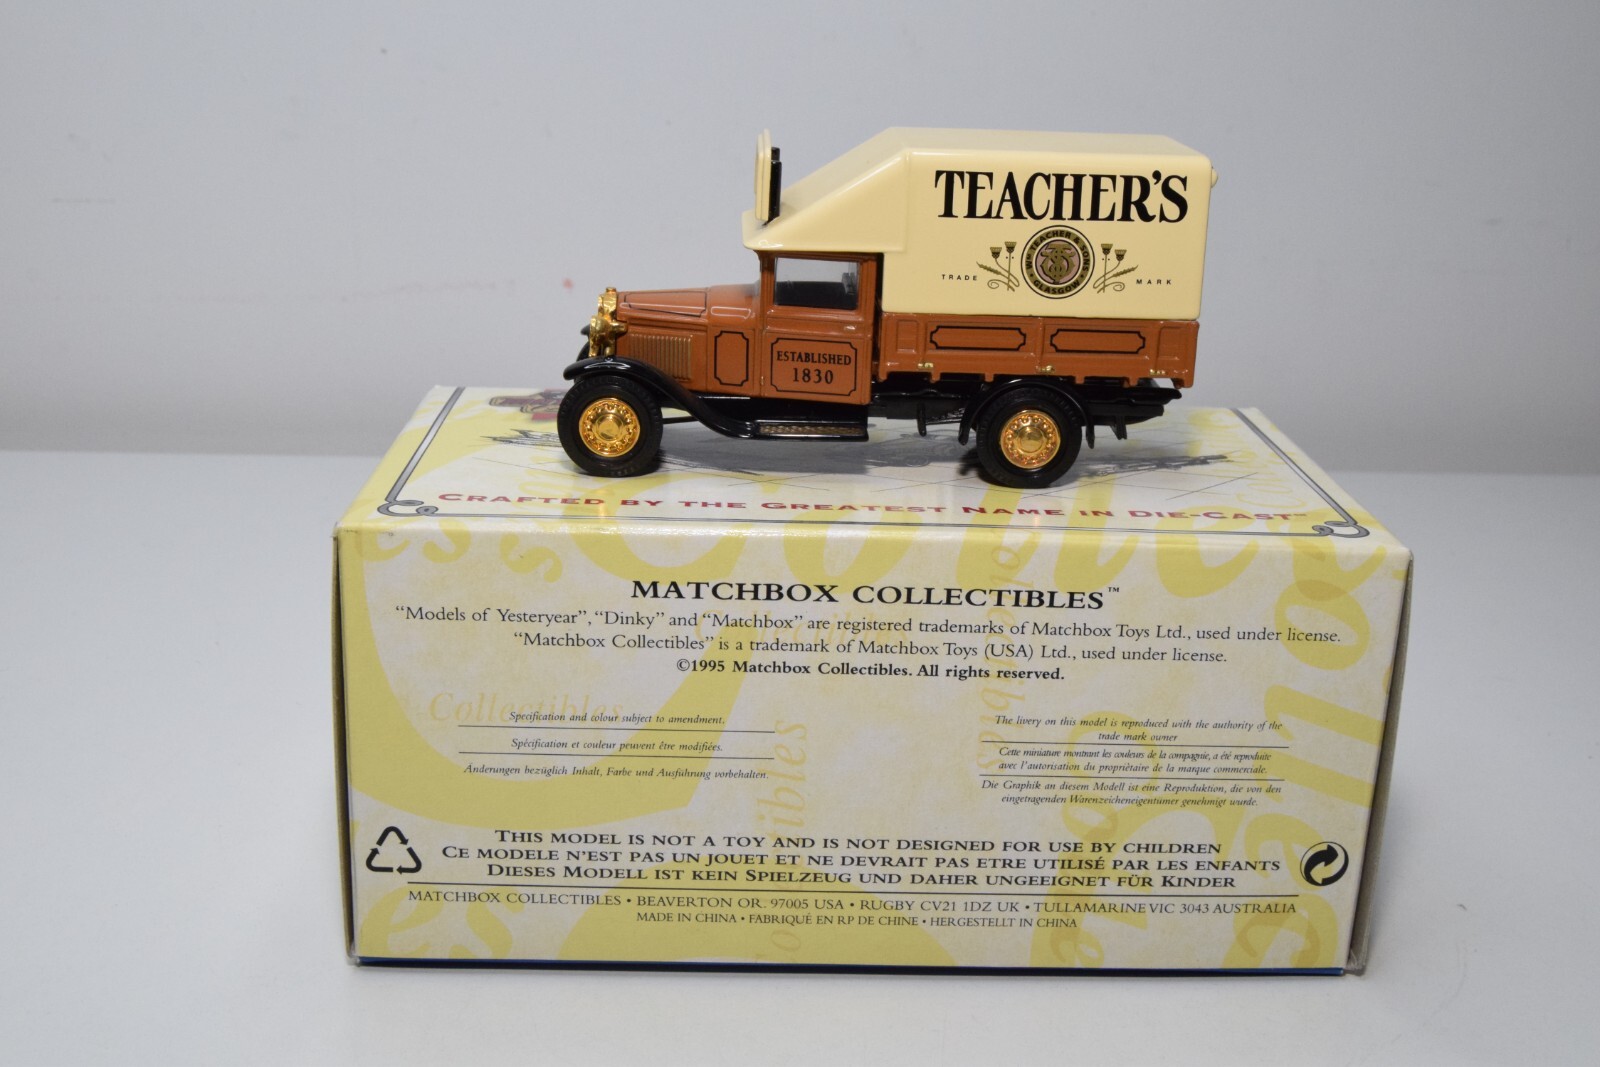 TEACHER'S
TRADE MARK
WM TEACHER & SONS
GLASGOW
ESTABLISHED
1830
CRAFTED BY THE GREATEST NAME IN DIE-CAST™
MATCHBOX COLLECTIBLES™
"Models of Yesteryear", "Dinky" and "Matchbox" are registered trademarks of Matchbox Toys Ltd., used under license.
"Matchbox Collectibles" is a trademark of Matchbox Toys (USA) Ltd., used under license.
©1995 Matchbox Collectibles. All rights reserved.
Collectibles
Specification and colour subject to amendment.
Spécification et couleur peuvent être modifiées.
Änderungen bezüglich Inhalt, Farbe und Ausführung vorbehalten.
The livery on this model is reproduced with the authority of the
trade mark owner
Cette miniature montrant les couleurs de la compagnie, a été reproduite
avec l'autorisation du propriétaire de la marque commerciale.
Die Graphik an diesem Modell ist eine Reproduktion, die von den
eingetragenden Warenzeicheneigentümer genehmigt wurde.
THIS MODEL IS NOT A TOY AND IS NOT DESIGNED FOR USE BY CHILDREN
CE MODELE N'EST PAS UN JOUET ET NE DEVRAIT PAS ETRE UTILISÉ PAR LES ENFANTS
DIESES MODELL IST KEIN SPIELZEUG UND DAHER UNGEEIGNET FÜR KINDER
MATCHBOX COLLECTIBLES • BEAVERTON OR. 97005 USA • RUGBY CV21 1DZ UK • TULLAMARINE VIC 3043 AUSTRALIA
MADE IN CHINA • FABRIQUÉ EN RP DE CHINE • HERGESTELLT IN CHINA